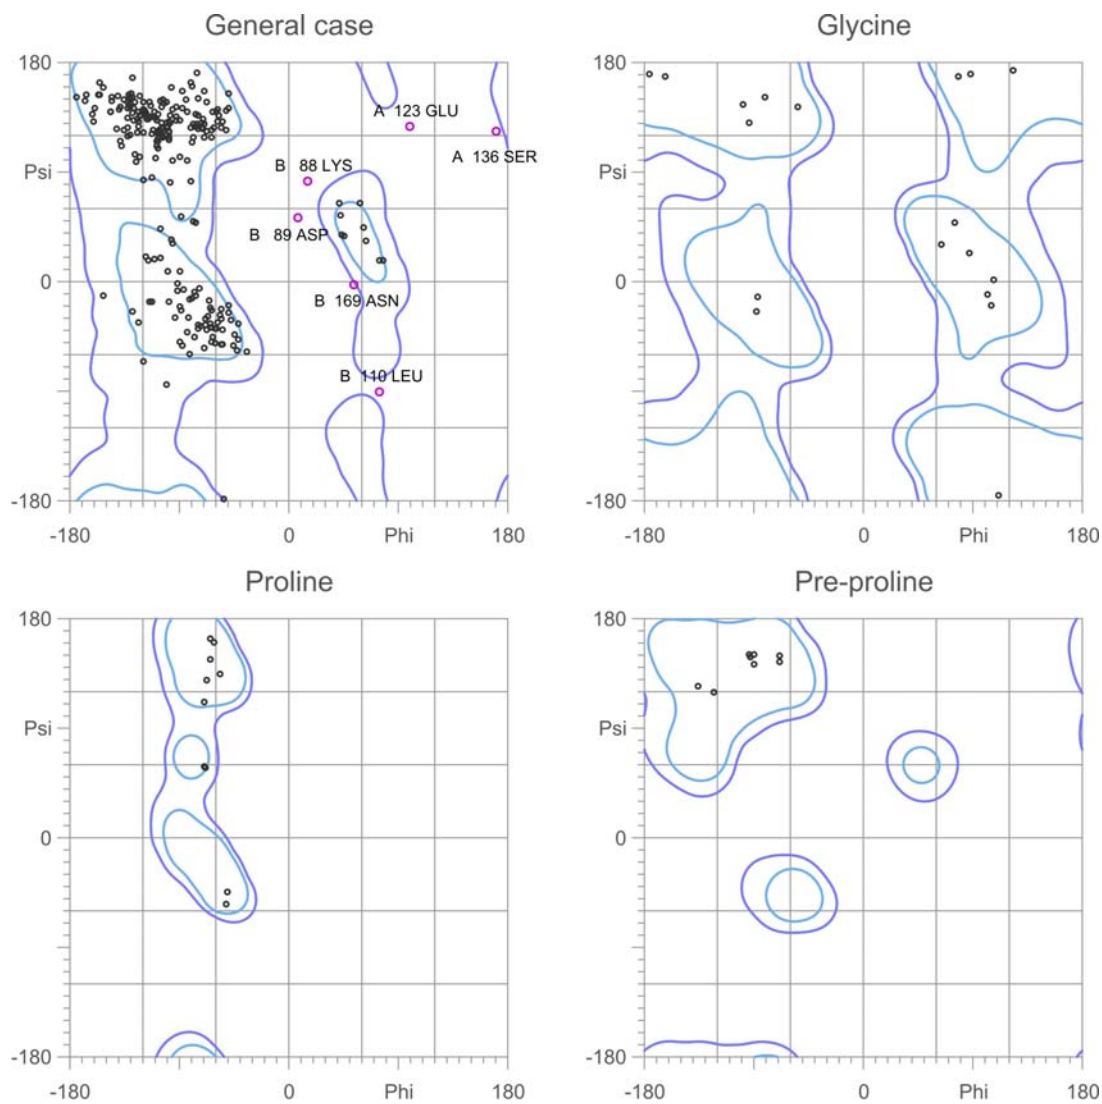 General case
Glycine
180
180
A 123 GLU
A 136 SER
B 88 LYS
Psi
Psi
B 89 ASP
0
0
B 169 ASN
B 110 LEU
-180
-180
-180
0
Phi
180
-180
0
Phi
180
Proline
Pre-proline
180
180
Psi
Psi
0
0
-180
-180
-180
0
Phi
180
-180
0
Phi
180